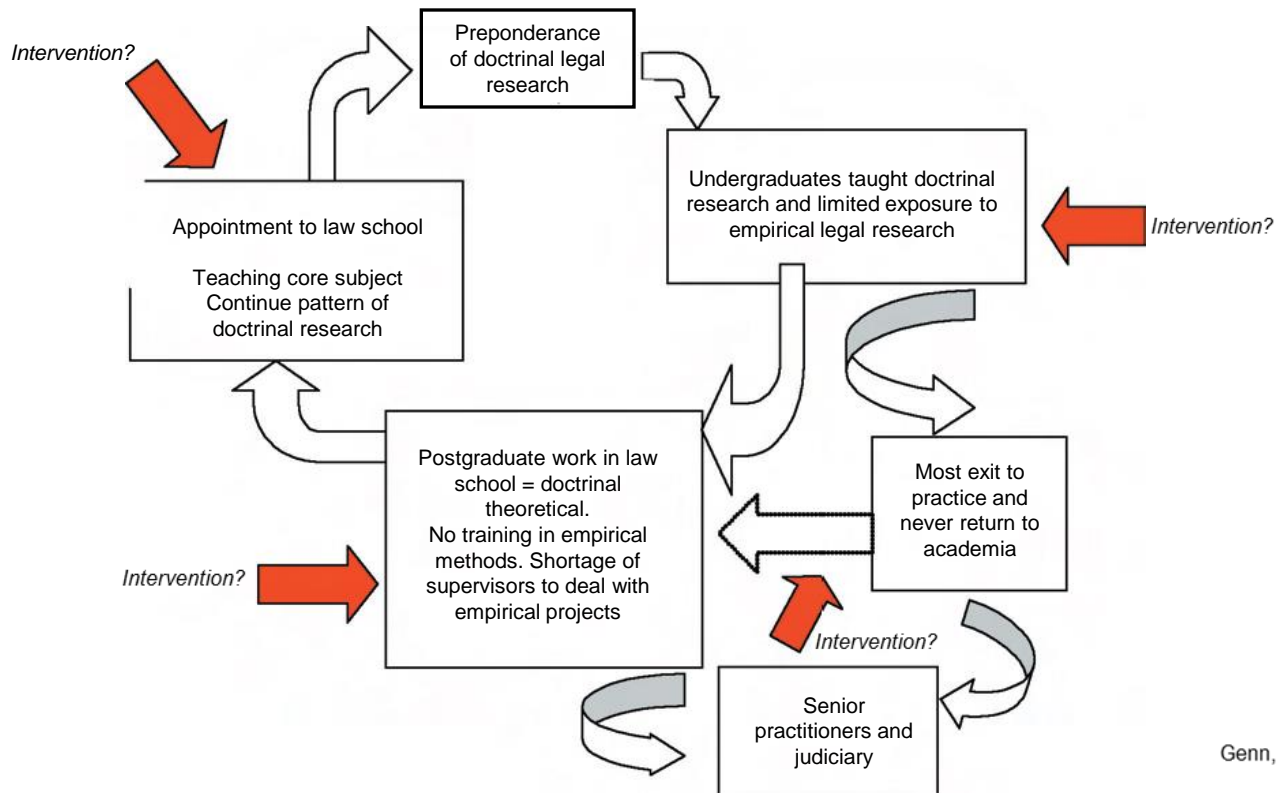 Intervention?
Preponderance
of doctrinal legal
research
Undergraduates taught doctrinal
research and limited exposure to
empirical legal research
Intervention?
Appointment to law school
Teaching core subject
Continue pattern of
doctrinal research
Postgraduate work in law
school = doctrinal
theoretical.
No training in empirical
methods. Shortage of
supervisors to deal with
empirical projects
Most exit to
practice and
never return to
academia
Intervention?
Intervention?
Senior
practitioners and
judiciary
Genn,